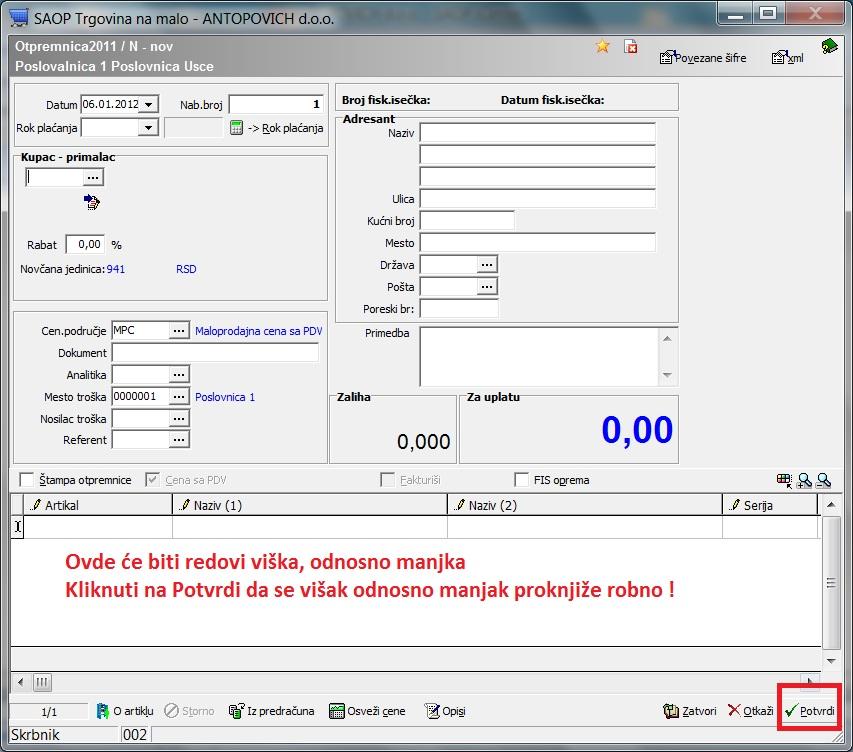 SAOP Trgovina na malo - ANTOPOVICH d.o.o.
Otpremnica2011 / N - nov
Poslovalnica 1 Poslovnica Usce
Povezane šifre
xml
Datum 06.01.2012 Nab.broj 1
Rok plaćanja -> Rok plaćanja
Kupac - primalac
...
Rabat 0,00 %
Novčana jedinica: 941 RSD
Broj fisk.isečka: Datum fisk.isečka:
Adresant
Naziv
Ulica
Kućni broj
Mesto
Država ...
Pošta ...
Poreski br:
Primedba
Cen.područje MPC ... Maloprodajna cena sa PDV
Dokument
Analitika ...
Mesto troška 0000001 ... Poslovnica 1
Nosilac troška ...
Referent ...
Zaliha
0,000
Za uplatu
0,00
Štampa otpremnice Cena sa PDV Fakturiši FIS oprema
Artikal Naziv (1) Naziv (2) Serija
Ovde će biti redovi viška, odnosno manjka
Kliknuti na Potvrdi da se višak odnosno manjak proknjiže robno !
1/1 O artiklu Storno Iz predračuna Osveži cene Opisi Zatvori Otkaži Potvrdi
Skrbnik 002